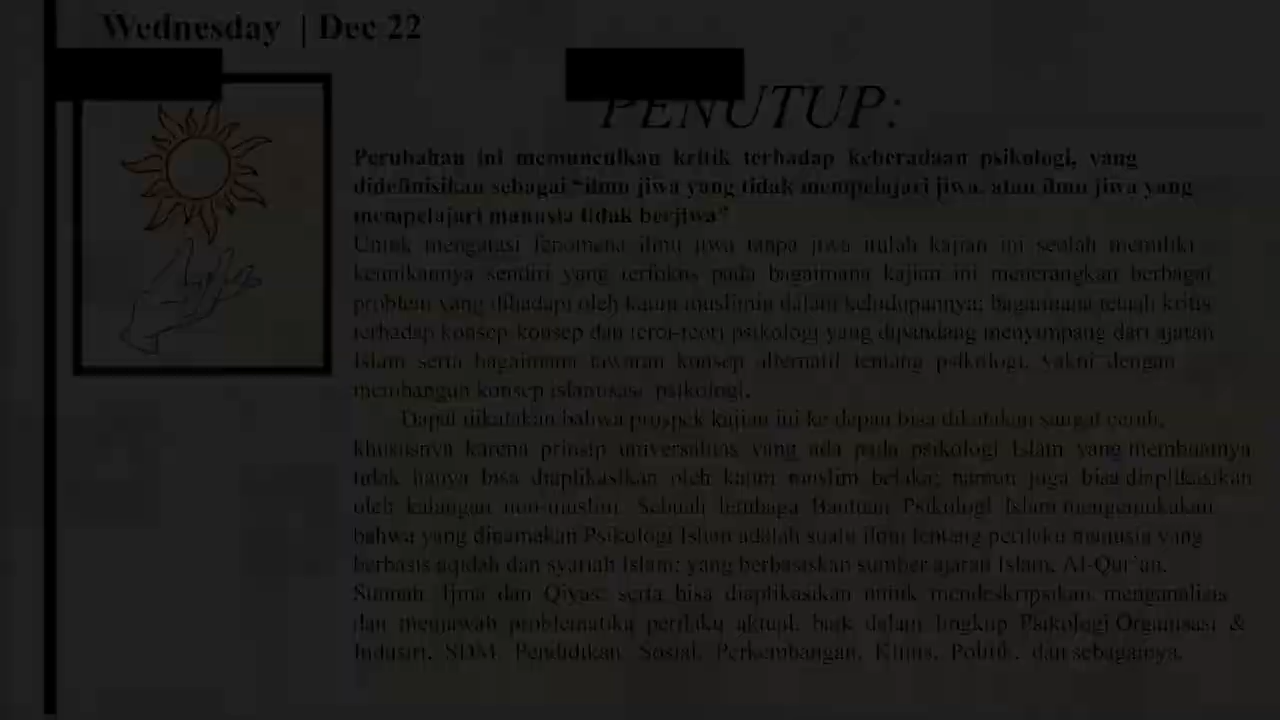 Wednesday | Dec 22
PENUTUP:
Perubahan ini memunculkan kritik terhadap keberadaan psikologi, yang
didefinisikan sebagai “ilmu jiwa yang tidak mempelajari jiwa, atau ilmu jiwa yang
mempelajari manusia tidak berjiwa”
Untuk mengatasi fenomena ilmu jiwa tanpa jiwa itulah kajian ini seolah memiliki
keunikannya sendiri yang terfokus pada bagaimana kajian ini menerangkan berbagai
problem yang dihadapi oleh kaum muslimin dalam kehidupannya; bagaimana telaah kritis
terhadap konsep-konsep dan teori-teori psikologi yang dipandang menyimpang dari ajaran
Islam serta bagaimana tawaran konsep alternatif tentang psikologi, yakni dengan
membangun konsep islamisasi psikologi.
Dapat dikatakan bahwa prospek kajian ini ke depan bisa dikatakan sangat cerah,
khususnya karena prinsip universalitas yang ada pada psikologi Islam yang membuatnya
tidak hanya bisa diaplikasikan oleh kaum muslim belaka; namun juga bisa diaplikasikan
oleh kalangan non-muslim. Sebuah lembaga Bantuan Psikologi Islam mengemukakan
bahwa yang dinamakan Psikologi Islam adalah suatu ilmu tentang perilaku manusia yang
berbasis aqidah dan syariah Islam; yang berbasiskan sumber ajaran Islam, Al-Qur’an,
Sunnah, Ijma dan Qiyas; serta bisa diaplikasikan untuk mendeskripsikan, menganalisis
dan menjawab problematika perilaku aktual, baik dalam lingkup Psikologi Organisasi &
Industri, SDM, Pendidikan, Sosial, Perkembangan, Klinis, Politik, dan sebagainya.